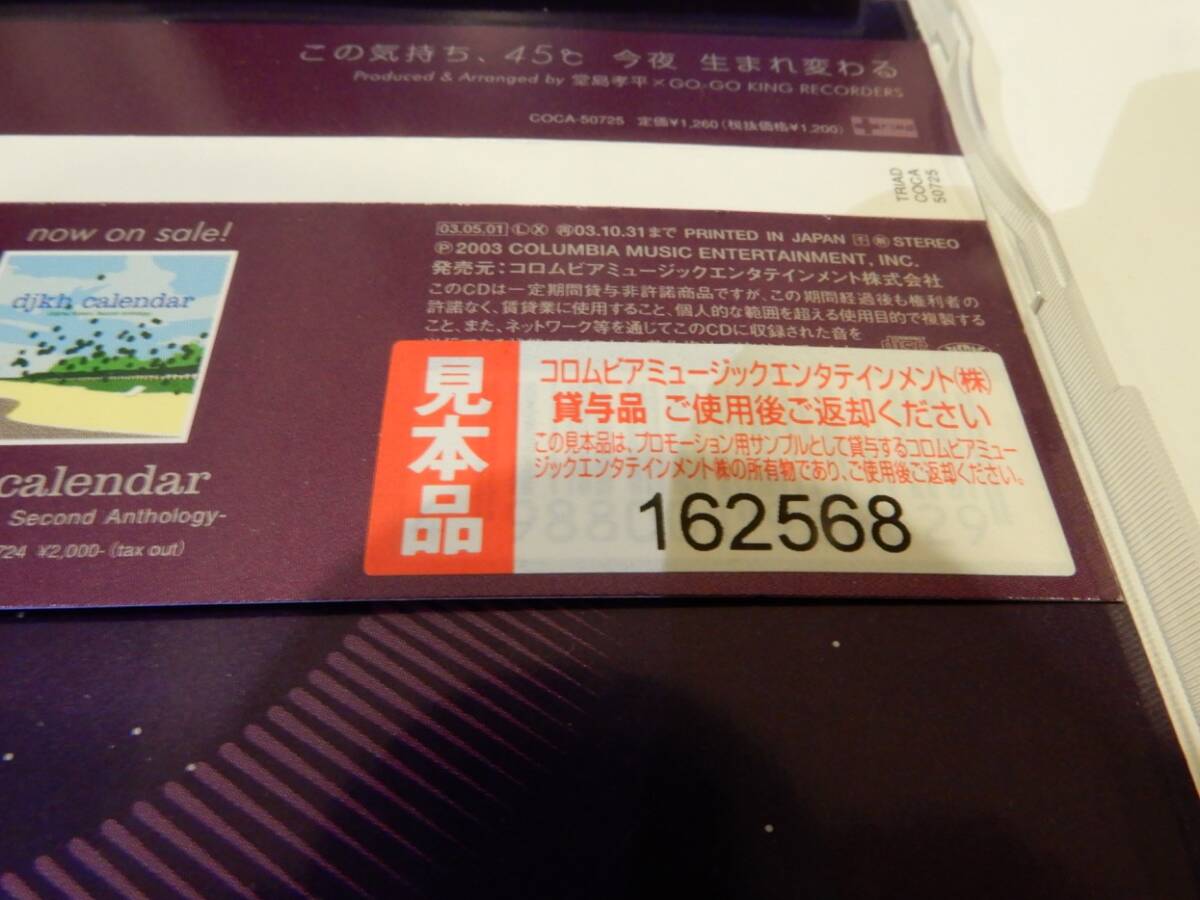 この気持ち、45℃ 今夜 生まれ変わる
Produced & Arranged by 堂島孝平×GO-GO KING RECORDERS
COCA-50725 定価¥1,260(税抜価格¥1,200)
TRIAD
COCA
50725
now on sale!
djkh calendar
calendar
Second Anthology-
724 ¥2,000-(tax out)
03.05.01 Ⓛ Ⓧ ㊢03.10.31まで PRINTED IN JAPAN STEREO
Ⓟ2003 COLUMBIA MUSIC ENTERTAINMENT, INC.
発売元:コロムビアミュージックエンタテインメント株式会社
このCDは一定期間貸与非許諾商品ですが、この期間経過後も権利者の
許諾なく、賃貸業に使用すること、個人的な範囲を超える使用目的で複製する
こと、また、ネットワーク等を通じてこのCDに収録された音を
見本品
コロムビアミュージックエンタテインメント(株)
貸与品 ご使用後ご返却ください
この見本品は、プロモーション用サンプルとして貸与するコロムビアミュー
ジックエンタテインメント㈱の所有物であり、ご使用後ご返却ください。
162568